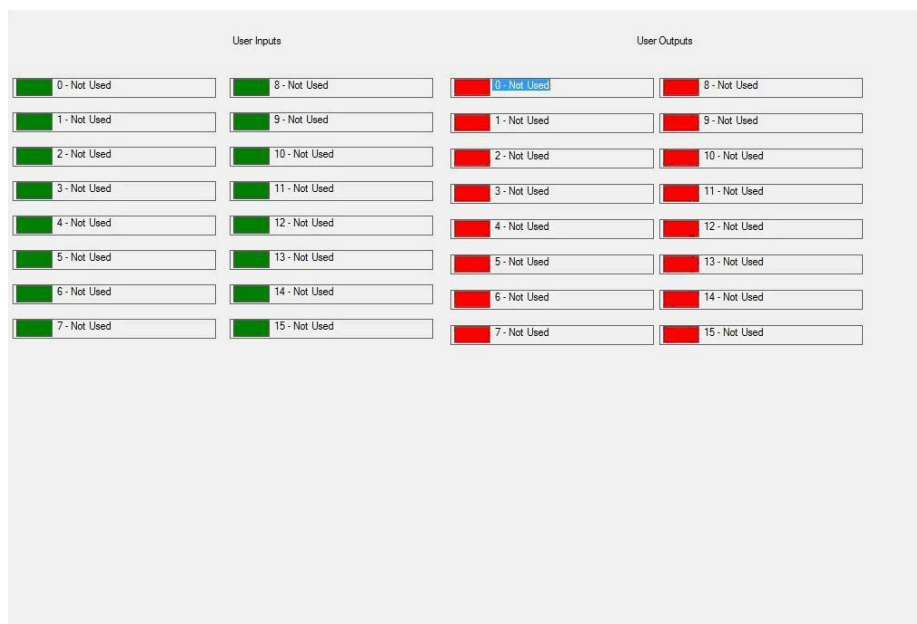 User Inputs
User Outputs
0 - Not Used
1 - Not Used
2 - Not Used
3 - Not Used
4 - Not Used
5 - Not Used
6 - Not Used
7 - Not Used
8 - Not Used
9 - Not Used
10 - Not Used
11 - Not Used
12 - Not Used
13 - Not Used
14 - Not Used
15 - Not Used
0 - Not Used
1 - Not Used
2 - Not Used
3 - Not Used
4 - Not Used
5 - Not Used
6 - Not Used
7 - Not Used
8 - Not Used
9 - Not Used
10 - Not Used
11 - Not Used
12 - Not Used
13 - Not Used
14 - Not Used
15 - Not Used